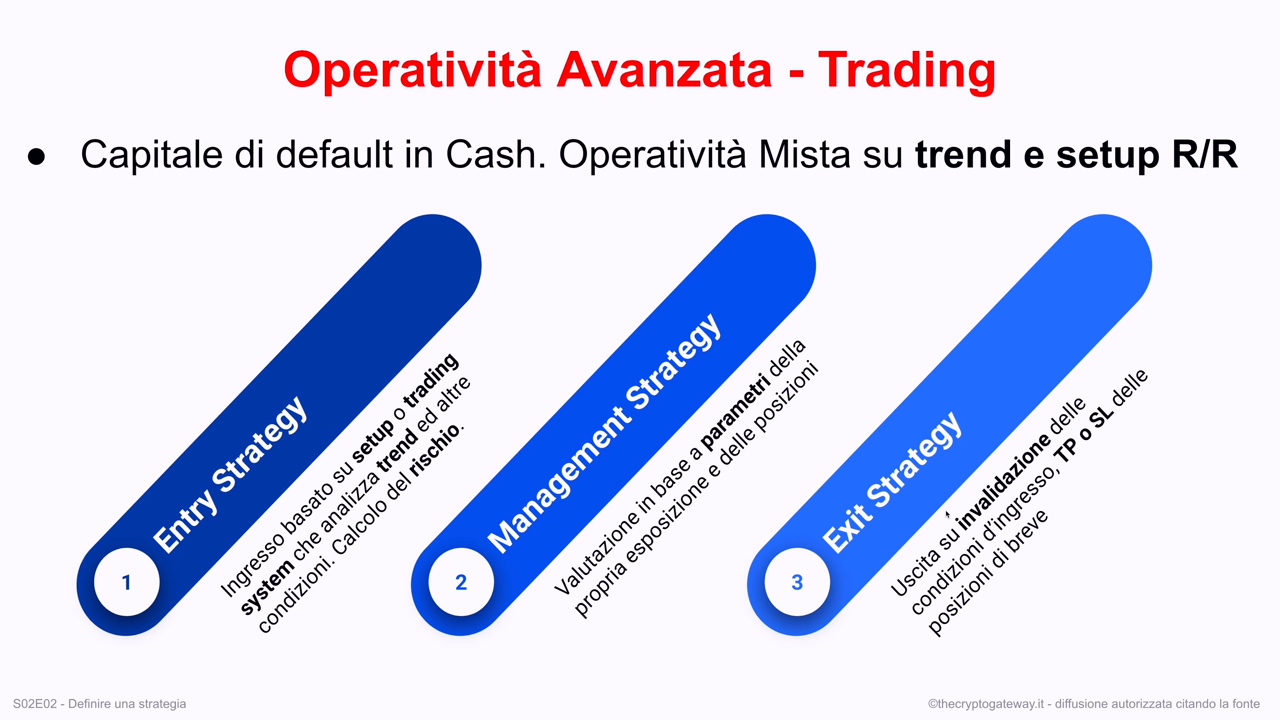 Operatività Avanzata - Trading
● Capitale di default in Cash. Operatività Mista su trend e setup R/R
1
Entry Strategy
Ingresso basato su setup o trading
system che analizza trend ed altre
condizioni. Calcolo del rischio.
2
Management Strategy
Valutazione in base a parametri della
propria esposizione e delle posizioni
3
Exit Strategy
Uscita su invalidazione delle
condizioni d'ingresso, TP o SL delle
posizioni di breve
S02E02 - Definire una strategia
©thecryptogateway.it - diffusione autorizzata citando la fonte